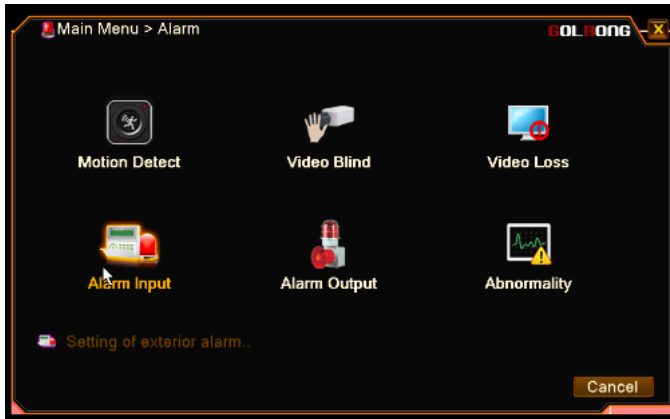 Main Menu > Alarm
GOLBONG
X
Motion Detect
Video Blind
Video Loss
Alarm Input
Alarm Output
Abnormality
Setting of exterior alarm..
Cancel